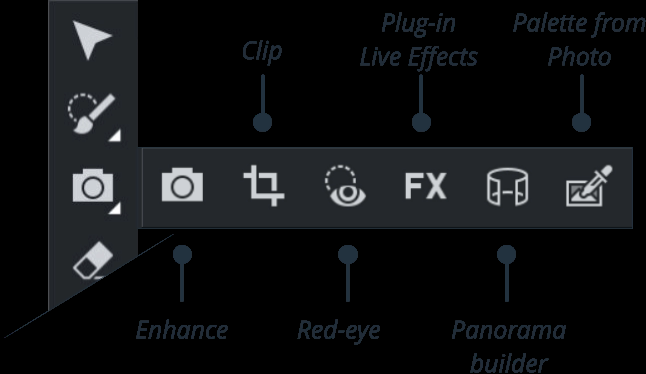 Plug-in
Live Effects
Palette from
Photo
Clip
FX
Enhance
Red-eye
Panorama
builder